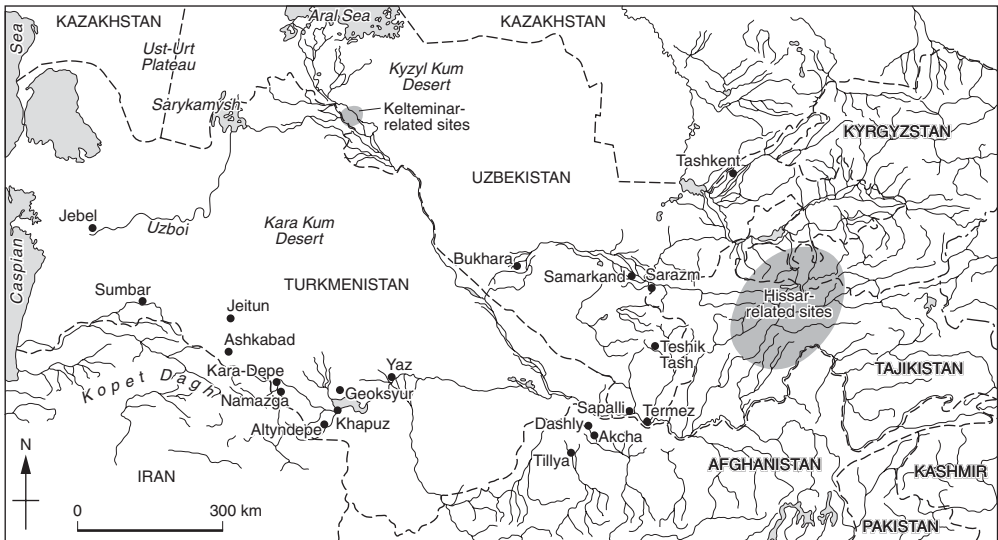 KAZAKHSTAN
Aral Sea
KAZAKHSTAN
Sea
Ust-Urt
Plateau
Kyzyl Kum
Desert
Sarykamysh
Kelteminar-
related sites
KYRGYZSTAN
Tashkent
UZBEKISTAN
Jebel
Uzboi
Kara Kum
Desert
Caspian
Bukhara
Samarkand
Sarazm
TURKMENISTAN
Sumbar
Jeitun
Hissar-
related sites
Ashkabad
Teshik
Tash
Kara-Depe
Yaz
TAJIKISTAN
Kopet Dagh
Namazga
Geoksyur
Sapalli
Termez
Altyndepe
Khapuz
Dashly
Akcha
Tillya
AFGHANISTAN
KASHMIR
N
IRAN
0 300 km
PAKISTAN